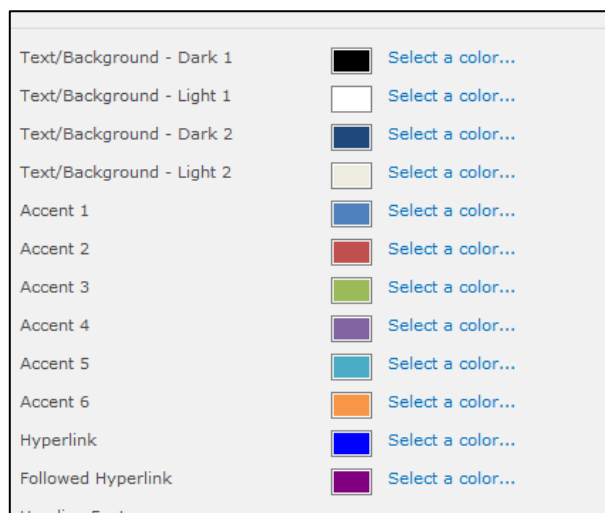 Text/Background - Dark 1 Select a color...
Text/Background - Light 1 Select a color...
Text/Background - Dark 2 Select a color...
Text/Background - Light 2 Select a color...
Accent 1 Select a color...
Accent 2 Select a color...
Accent 3 Select a color...
Accent 4 Select a color...
Accent 5 Select a color...
Accent 6 Select a color...
Hyperlink Select a color...
Followed Hyperlink Select a color...